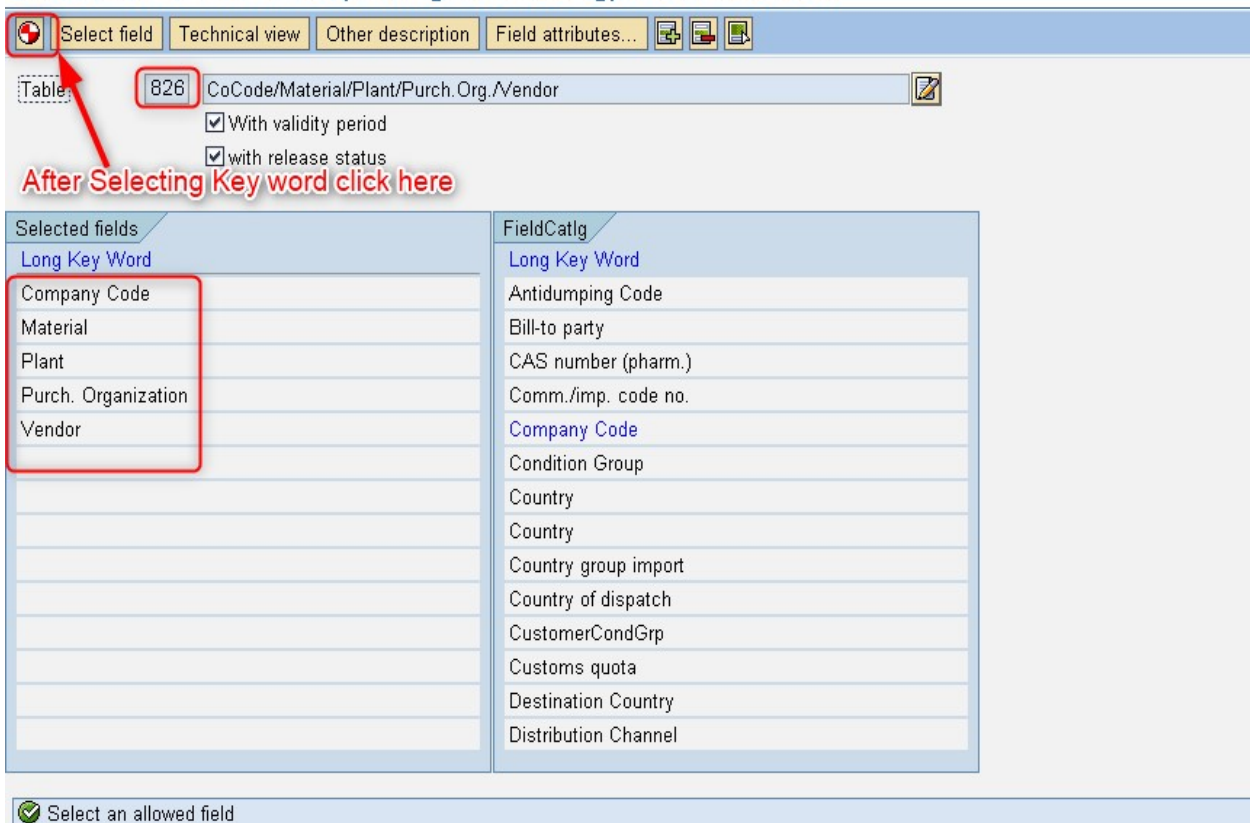 Select field Technical view Other description Field attributes...
Table 826 CoCode/Material/Plant/Purch.Org./Vendor
With validity period
with release status
After Selecting Key word click here
Selected fields
Long Key Word
Company Code
Material
Plant
Purch. Organization
Vendor
FieldCatlg
Long Key Word
Antidumping Code
Bill-to party
CAS number (pharm.)
Comm./imp. code no.
Company Code
Condition Group
Country
Country
Country group import
Country of dispatch
CustomerCondGrp
Customs quota
Destination Country
Distribution Channel
Select an allowed field